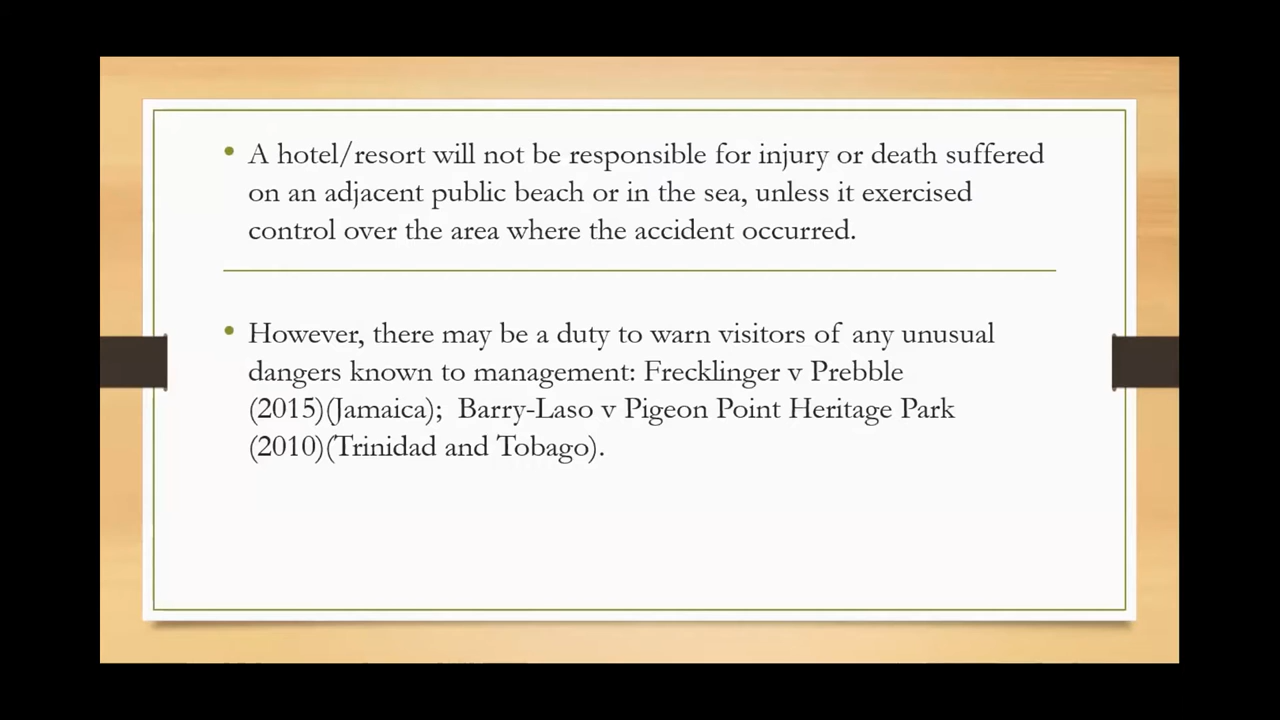 • A hotel/resort will not be responsible for injury or death suffered
on an adjacent public beach or in the sea, unless it exercised
control over the area where the accident occurred.
• However, there may be a duty to warn visitors of any unusual
dangers known to management: Frecklinger v Prebble
(2015)(Jamaica);  Barry-Laso v Pigeon Point Heritage Park
(2010)(Trinidad and Tobago).